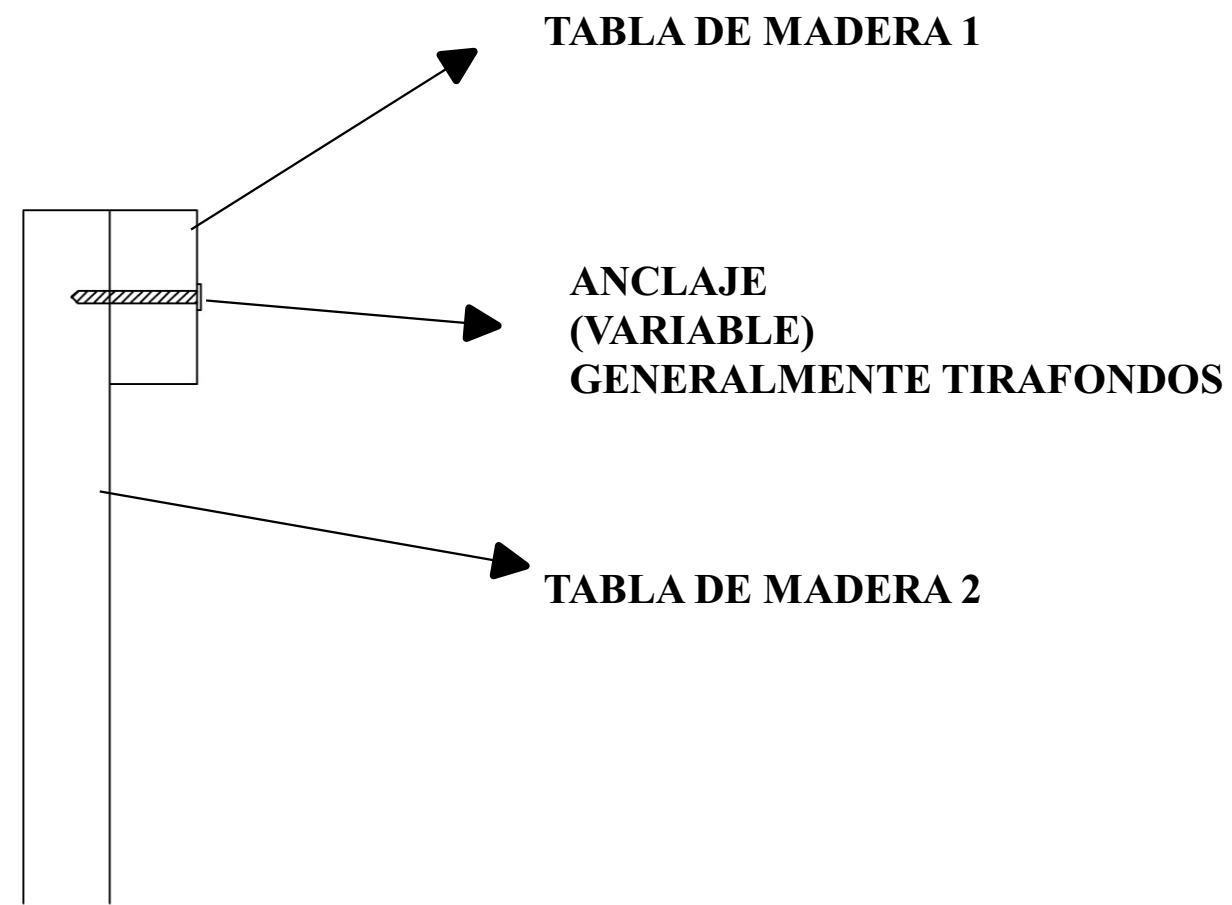 TABLA DE MADERA 1
ANCLAJE
(VARIABLE)
GENERALMENTE TIRAFONDOS
TABLA DE MADERA 2